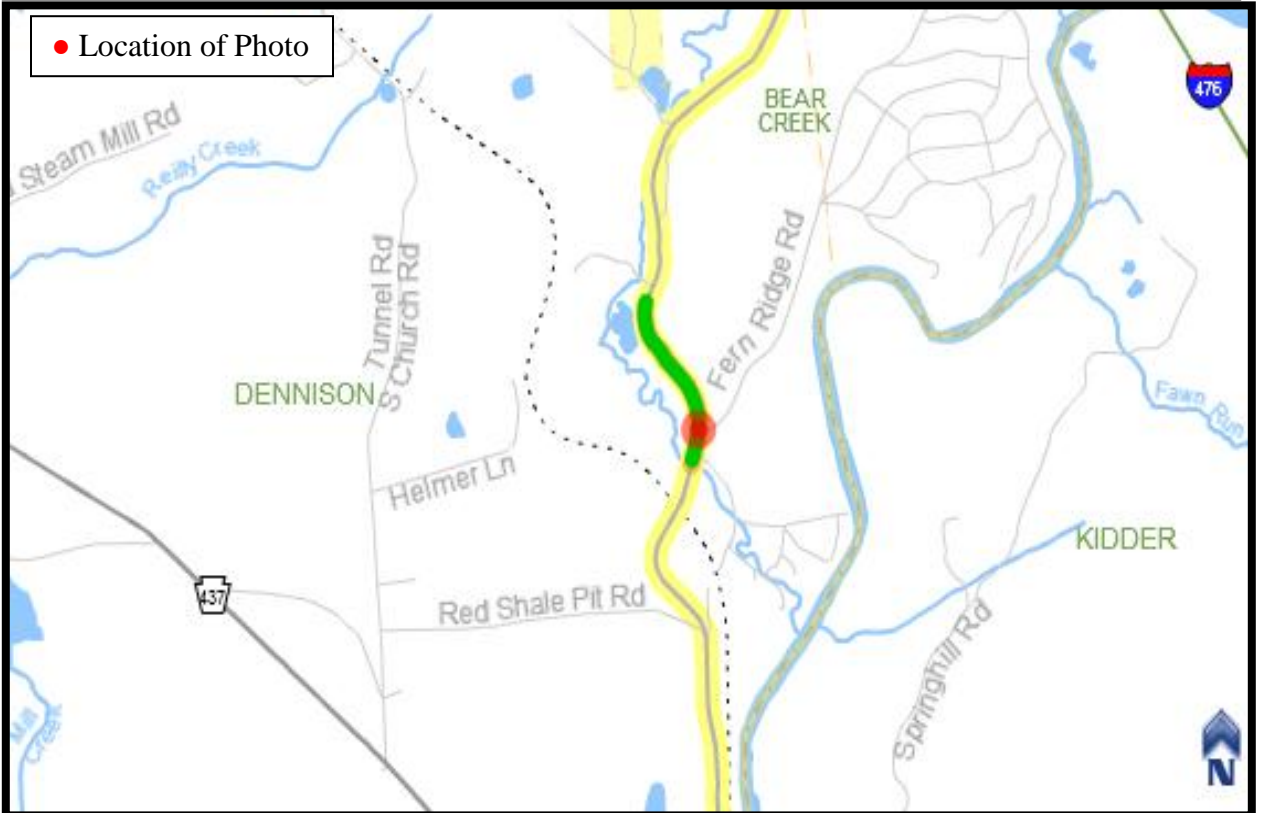 Location of Photo
476
BEAR
CREEK
Steam Mill Rd
Reilly Creek
Tunnel Rd
S Church Rd
Fern Ridge Rd
DENNISON
Fawn Run
Helmer Ln
KIDDER
437
Red Shale Pit Rd
Springhill Rd
Mill
Creek
N